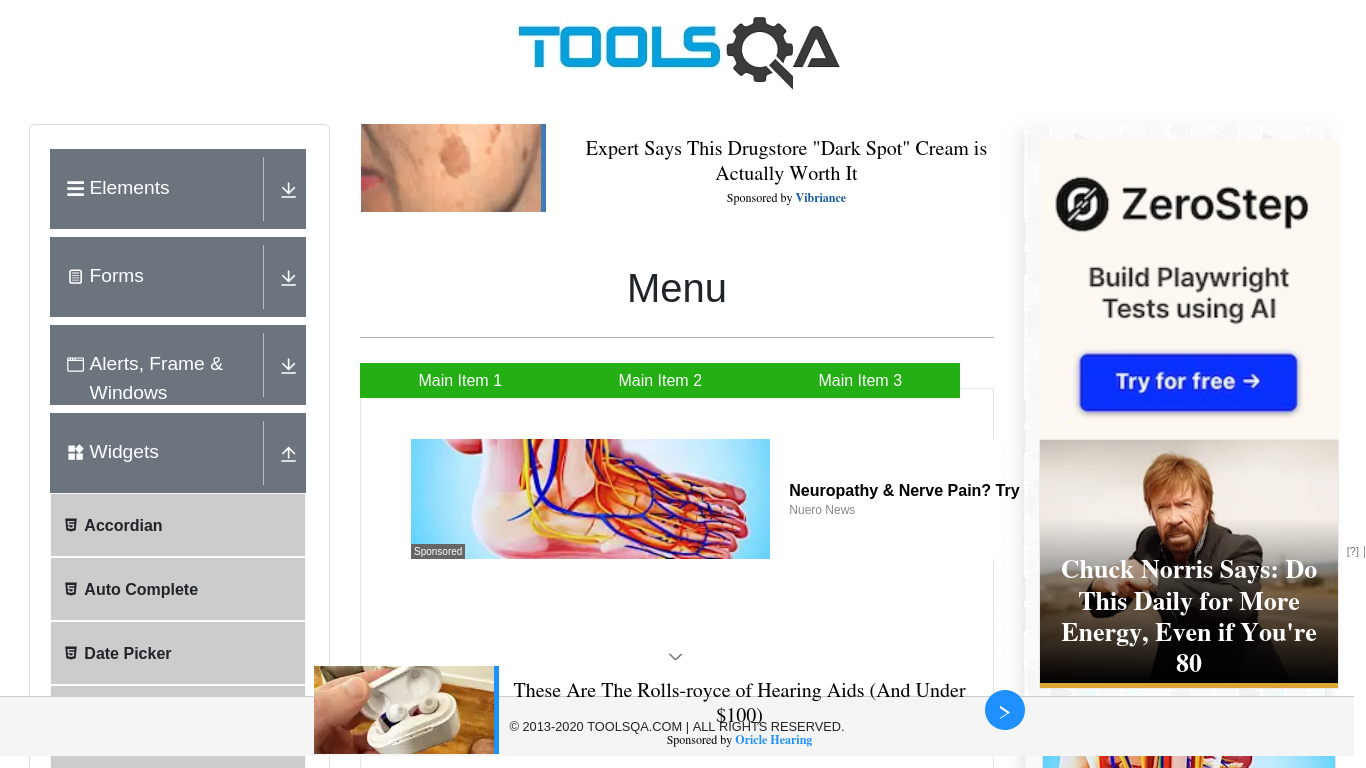 TOOLSQA
Elements
Forms
Alerts, Frame &
Windows
Widgets
Accordian
Auto Complete
Date Picker
Expert Says This Drugstore "Dark Spot" Cream is
Actually Worth It
Sponsored by Vibriance
Menu
Main Item 1
Main Item 2
Main Item 3
Sponsored
Neuropathy & Nerve Pain? Try
Nuero News
ZeroStep
Build Playwright
Tests using AI
Try for free →
Chuck Norris Says: Do
This Daily for More
Energy, Even if You're
80
[?]
These Are The Rolls-royce of Hearing Aids (And Under
$100)
© 2013-2020 TOOLSQA.COM | ALL RIGHTS RESERVED.
Sponsored by Oricle Hearing